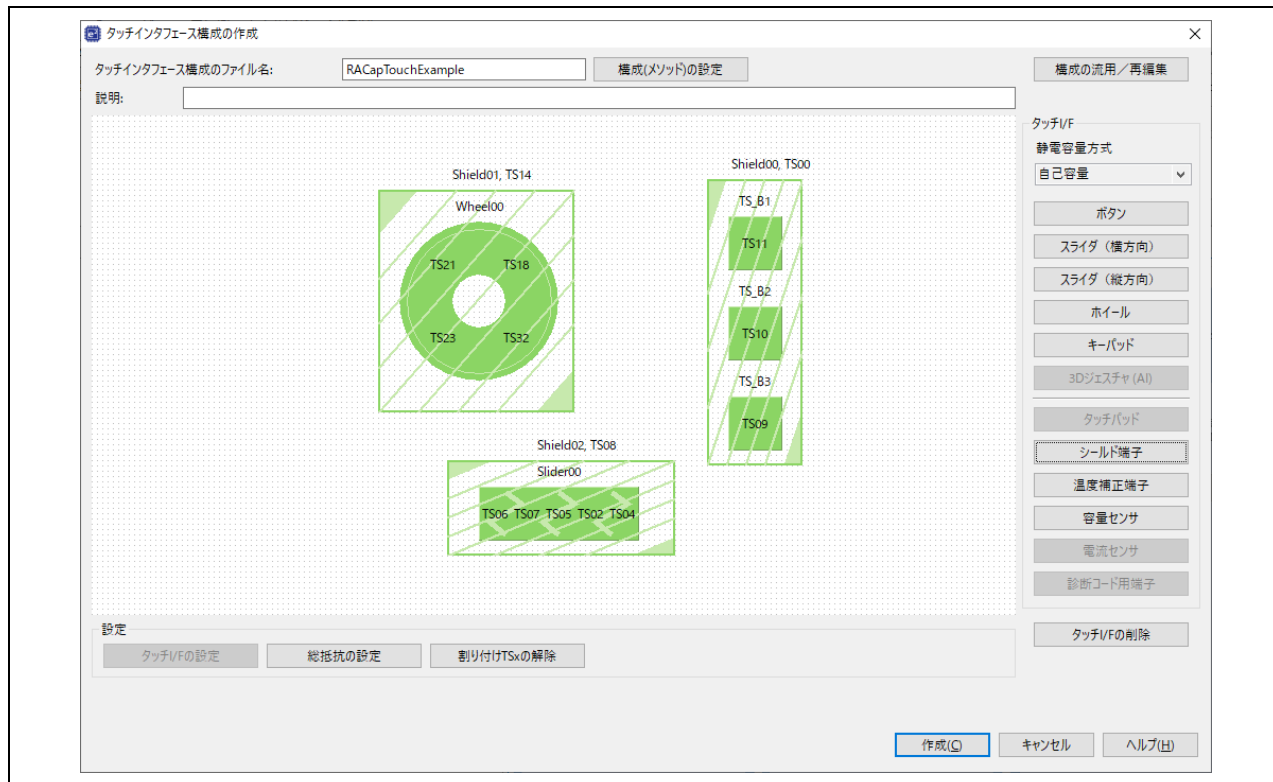 タッチインタフェース構成の作成
タッチインタフェース構成のファイル名: RACapTouchExample 構成(メソッド)の設定 構成の流用／再編集
説明:
タッチI/F
静電容量方式
自己容量
ボタン
スライダ（横方向）
スライダ（縦方向）
ホイール
キーパッド
3Dジェスチャ(AI)
タッチパッド
シールド端子
温度補正端子
容量センサ
電流センサ
診断コード用端子
タッチI/Fの削除
Shield01, TS14
Wheel00
TS21 TS18
TS23 TS32
Shield00, TS00
TS_B1
TS11
TS_B2
TS10
TS_B3
TS09
Shield02, TS08
Slider00
TS06 TS07 TS05 TS02 TS04
設定
タッチI/Fの設定 総抵抗の設定 割り付けTSxの解除
作成(C) キャンセル ヘルプ(H)